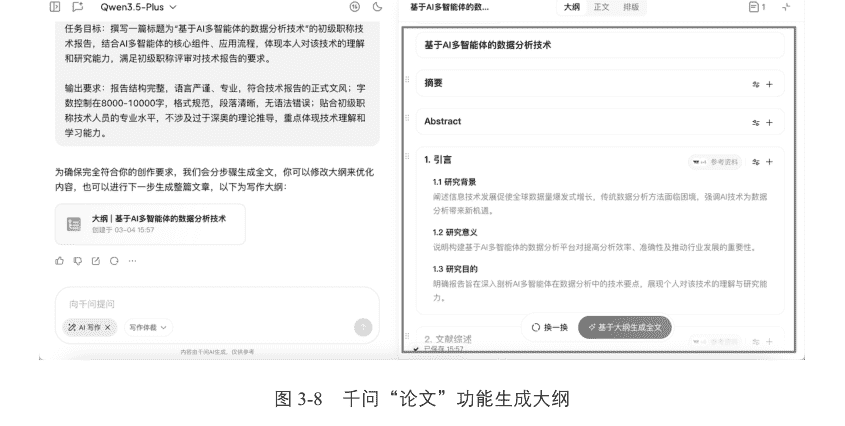 Qwen3.5-Plus
任务目标：撰写一篇标题为“基于AI多智能体的数据分析技术”的初级职称技
术报告，结合AI多智能体的核心组件、应用流程，体现本人对该技术的理解
和研究能力，满足初级职称评审对技术报告的要求。
输出要求：报告结构完整，语言严谨、专业，符合技术报告的正式文风；字
数控制在8000-10000字，格式规范，段落清晰，无语法错误；贴合初级职
称技术人员的专业水平，不涉及过于深奥的理论推导，重点体现技术理解和
学习能力。
为确保完全符合你的创作要求，我们会分步骤生成全文，你可以修改大纲来优化
内容，也可以进行下一步生成整篇文章，以下为写作大纲：
大纲 | 基于AI多智能体的数据分析技术
创建于 03-04 15:57
向千问提问
AI 写作
写作体裁
内容由千问AI生成，仅供参考
基于AI多智能体的数...
大纲 正文 排版
1
基于AI多智能体的数据分析技术
摘要
Abstract
1. 引言
参考资料
1.1 研究背景
阐述信息技术发展促使全球数据量爆发式增长，传统数据分析方法面临困境，强调AI技术为数据
分析带来新机遇。
1.2 研究意义
说明构建基于AI多智能体的数据分析平台对提高分析效率、准确性及推动行业发展的重要性。
1.3 研究目的
明确报告旨在深入剖析AI多智能体在数据分析中的技术要点，展现个人对该技术的理解与研究能
力。
换一换
基于大纲生成全文
2. 文献综述
参考资料
已保存 15:57
图 3-8 千问“论文”功能生成大纲